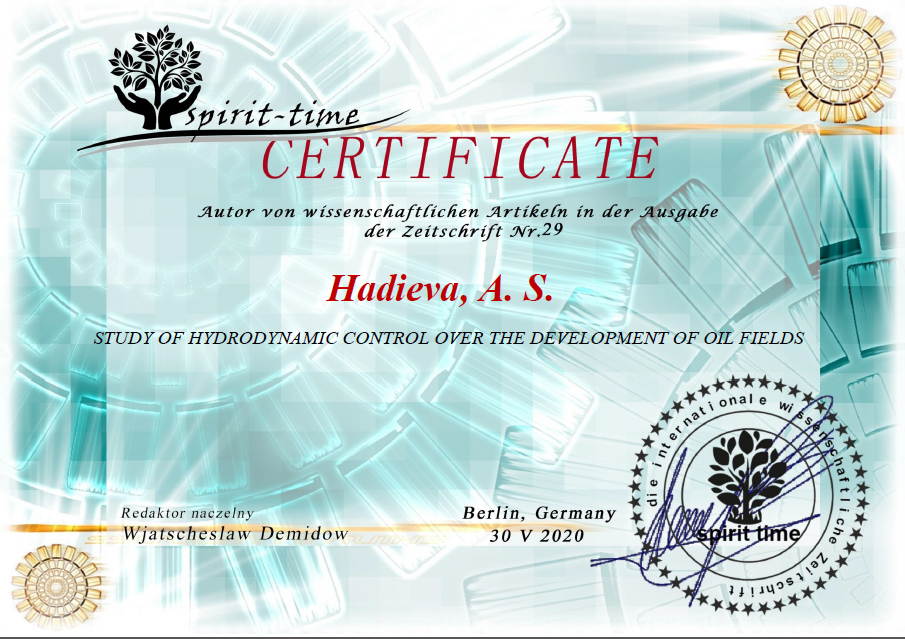 spirit-time
CERTIFICATE
Autor von wissenschaftlichen Artikeln in der Ausgabe
der Zeitschrift Nr.29
Hadieva, A. S.
STUDY OF HYDRODYNAMIC CONTROL OVER THE DEVELOPMENT OF OIL FIELDS
Redaktor naczelny
Wjatscheslaw Demidow
Berlin, Germany
30 V 2020
die internationale wissenschaftliche Zeitschrift
spirit time